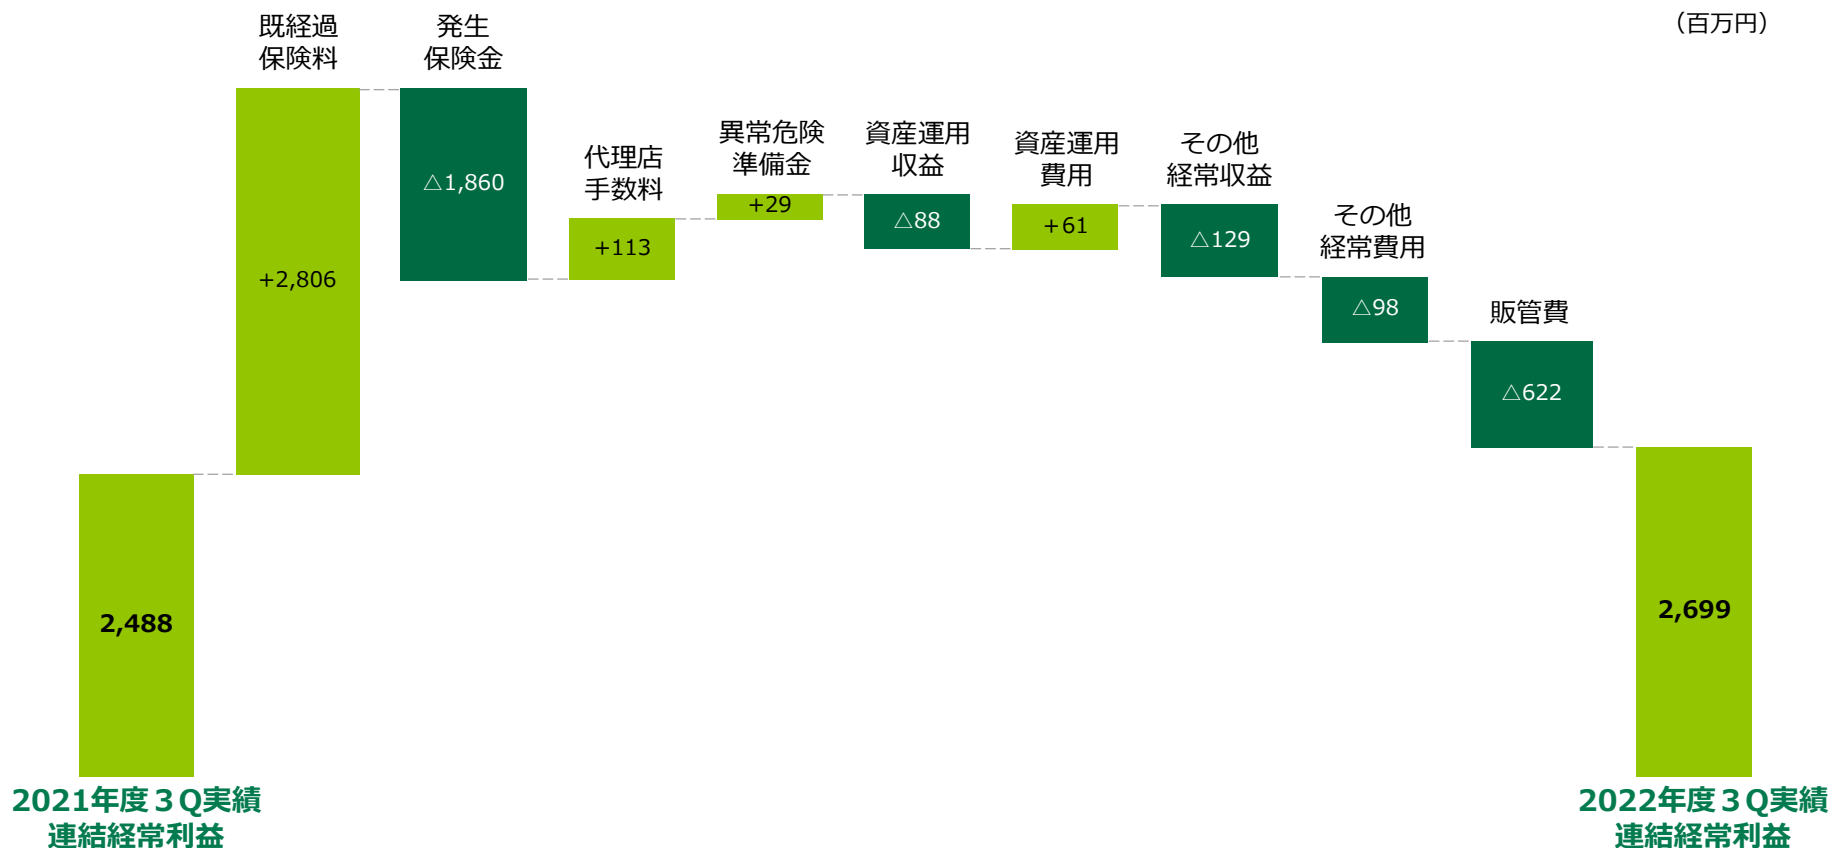 （百万円）
既経過
保険料
発生
保険金
代理店
手数料
異常危険
準備金
資産運用
収益
資産運用
費用
その他
経常収益
その他
経常費用
販管費
+2,806
△1,860
+113
+29
△88
+61
△129
△98
△622
2,488
2,699
2021年度３Q実績
連結経常利益
2022年度３Q実績
連結経常利益